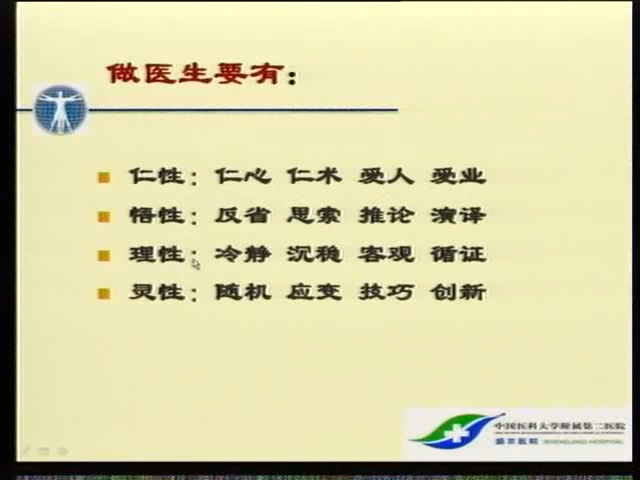 做医生要有：
仁性：仁心 仁术 爱人 爱业
悟性：反省 思索 推论 演译
理性：冷静 沉稳 客观 循证
灵性：随机 应变 技巧 创新
中国医科大学附属第二医院
盛京医院 SHENGJING HOSPITAL